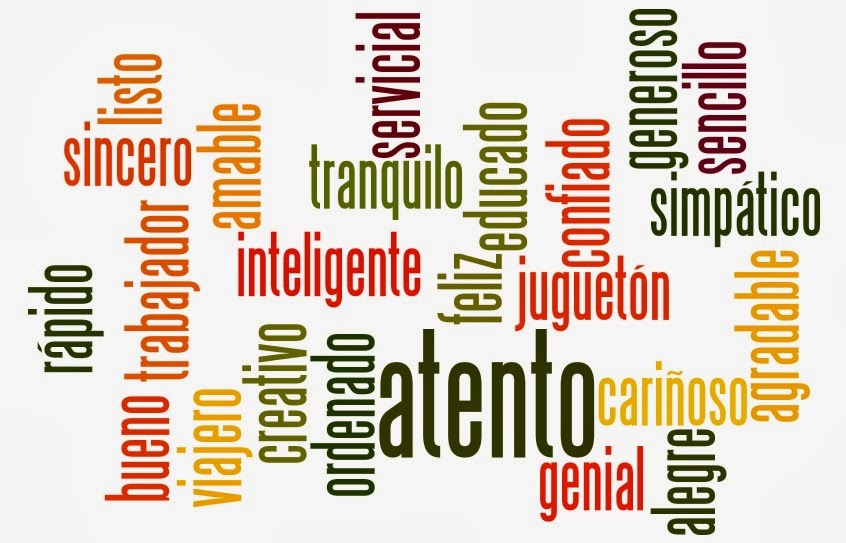 listo
servicial
generoso
sencillo
sincero
amable
tranquilo
educado
confiado
simpático
trabajador
inteligente
feliz
juguetón
rápido
agradable
creativo
ordenado
atento
cariñoso
bueno
viajero
genial
alegre